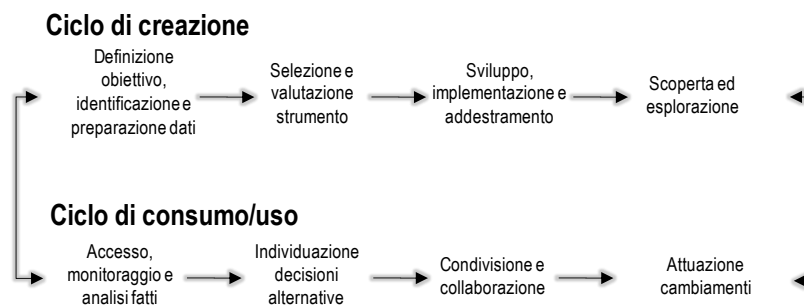 Ciclo di creazione
Definizione
obiettivo,
identificazione e
preparazione dati
Selezione e
valutazione
strumento
Sviluppo,
implementazione e
addestramento
Scoperta ed
esplorazione
Ciclo di consumo/uso
Accesso,
monitoraggio e
analisi fatti
Individuazione
decisioni
alternative
Condivisione e
collaborazione
Attuazione
cambiamenti